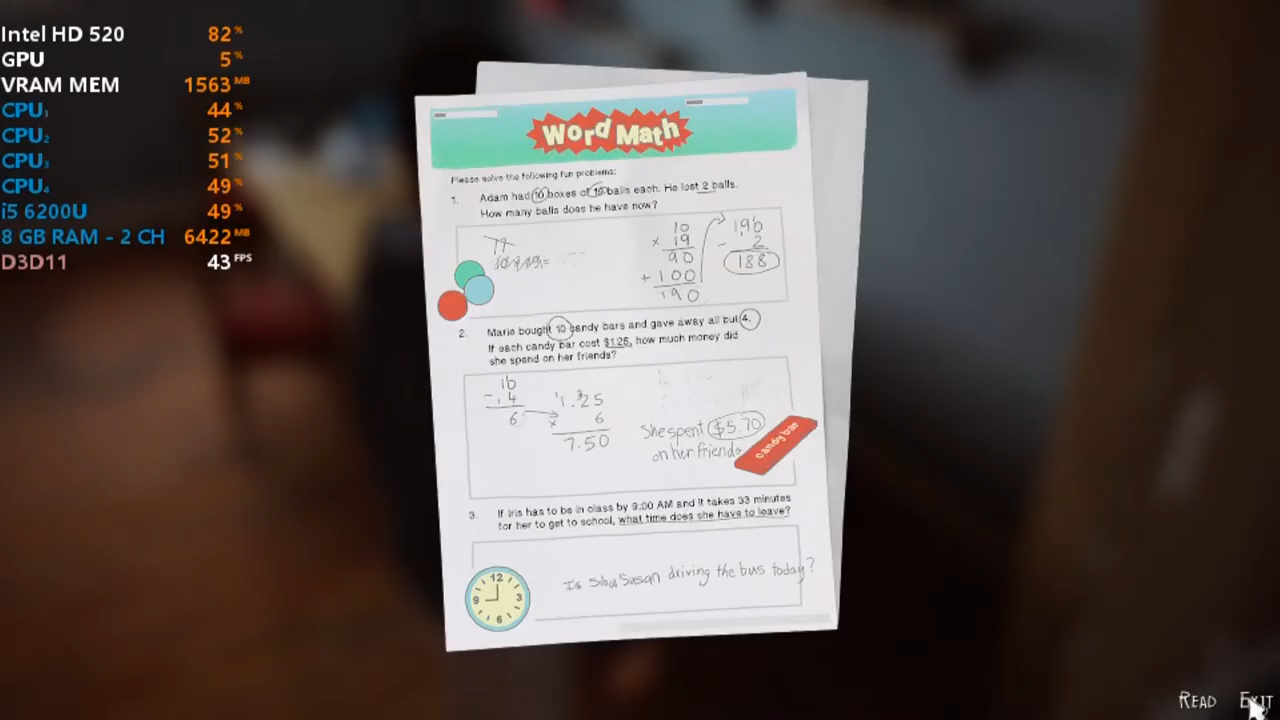 Intel HD 520 82 %
GPU 5 %
VRAM MEM 1563 MB
CPU1 44 %
CPU2 52 %
CPU3 51 %
CPU4 49 %
i5 6200U 49 %
8 GB RAM - 2 CH 6422 MB
D3D11 43 FPS
Word Math
Please solve the following fun problems:
1. Adam had 10 boxes of 19 balls each. He lost 2 balls.
How many balls does he have now?
10
x 19
90
+ 100
190
190
- 2
188
2. Marie bought 10 candy bars and gave away all but 4.
If each candy bar cost $1.25, how much money did
she spend on her friends?
10
- 4
6
1.25
x 6
7.50
She spent $5.70
on her friends
candy bar
3. If Iris has to be in class by 9:00 AM and it takes 33 minutes
for her to get to school, what time does she have to leave?
12
9 3
6
Is Slow Susan driving the bus today?
READ EXIT